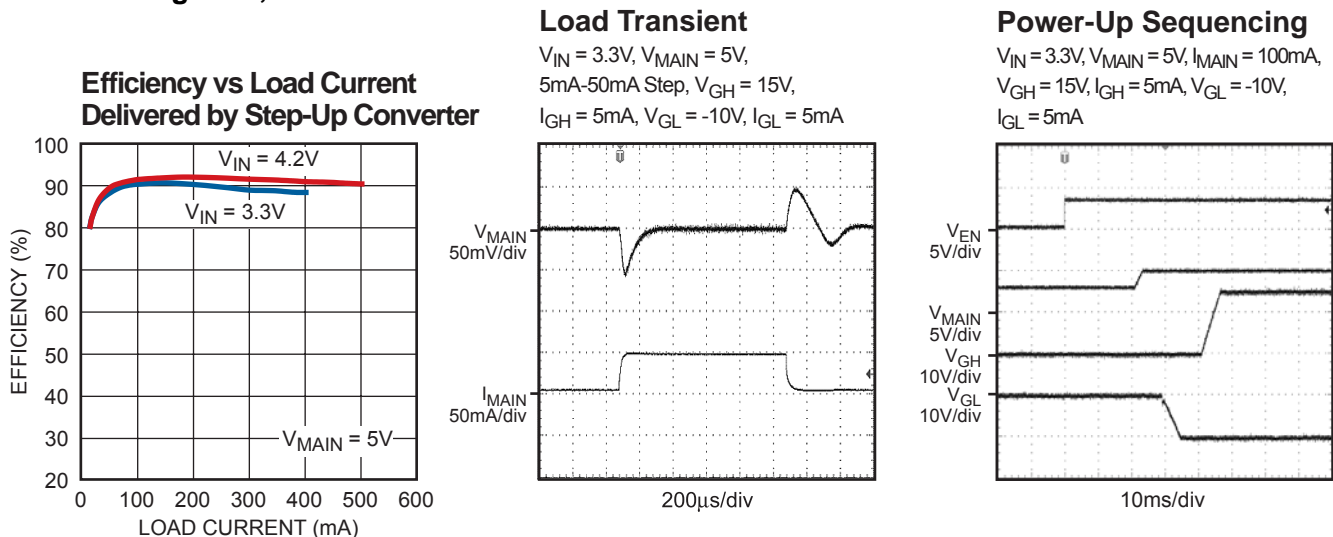 Efficiency vs Load Current
Delivered by Step-Up Converter
100
90
80
70
60
50
40
30
20
EFFICIENCY (%)
VIN = 4.2V
VIN = 3.3V
VMAIN = 5V
0 100 200 300 400 500 600
LOAD CURRENT (mA)
Load Transient
VIN = 3.3V, VMAIN = 5V,
5mA-50mA Step, VGH = 15V,
IGH = 5mA, VGL = -10V, IGL = 5mA
VMAIN
50mV/div
IMAIN
50mA/div
200µs/div
Power-Up Sequencing
VIN = 3.3V, VMAIN = 5V, IMAIN = 100mA,
VGH = 15V, IGH = 5mA, VGL = -10V,
IGL = 5mA
VEN
5V/div
VMAIN
5V/div
VGH
10V/div
VGL
10V/div
10ms/div